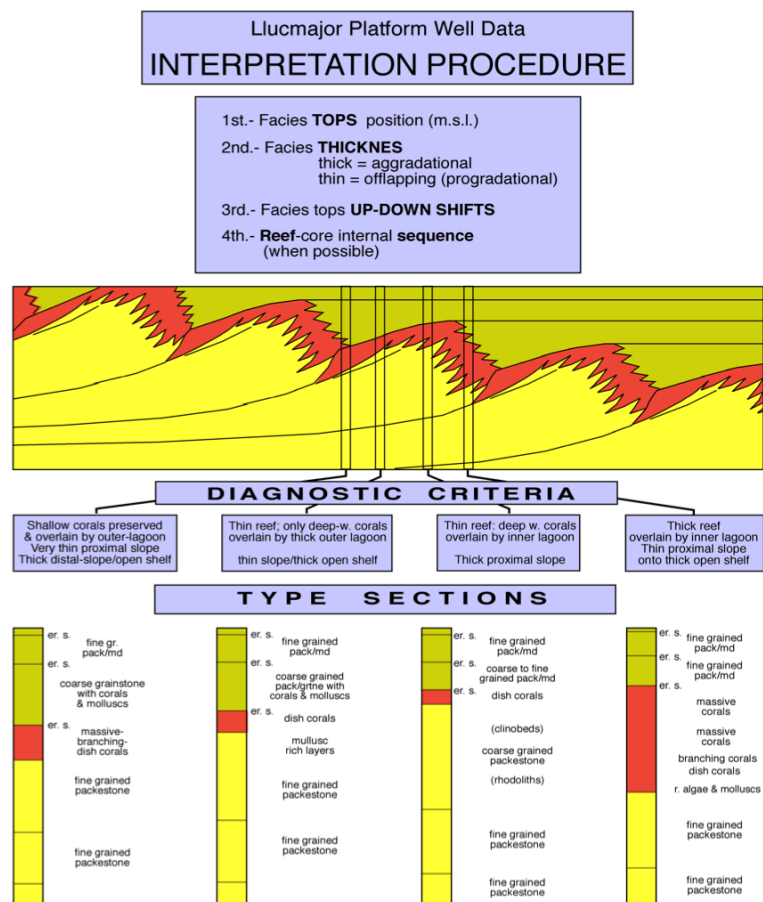 Llucmajor Platform Well Data
INTERPRETATION PROCEDURE
1st.- Facies TOPS position (m.s.l.)
2nd.- Facies THICKNES
thick = aggradational
thin = offlapping (progradational)
3rd.- Facies tops UP-DOWN SHIFTS
4th.- Reef-core internal sequence
(when possible)
DIAGNOSTIC CRITERIA
Shallow corals preserved
& overlain by outer-lagoon
Very thin proximal slope
Thick distal-slope/open shelf
Thin reef; only deep-w. corals
overlain by thick outer lagoon
thin slope/thick open shelf
Thin reef: deep w. corals
overlain by inner lagoon
Thick proximal slope
Thick reef
overlain by inner lagoon
Thin proximal slope
onto thick open shelf
TYPE SECTIONS
er. s.
fine gr.
pack/md
er. s.
coarse grainstone
with corals
& molluscs
er. s.
massive-
branching-
dish corals
fine grained
packestone
fine grained
packestone
er. s.
fine grained
pack/md
er. s.
coarse grained
pack/grtne with
corals & molluscs
er. s.
dish corals
mullusc
rich layers
fine grained
packestone
fine grained
packestone
er. s.
fine grained
pack/md
er. s.
coarse to fine
grained pack/md
er. s.
dish corals
(clinobeds)
coarse grained
packestone
(rhodoliths)
fine grained
packestone
fine grained
packestone
er. s.
fine grained
pack/md
er. s.
fine grained
pack/md
er. s.
massive
corals
massive
corals
branching corals
dish corals
r. algae & molluscs
fine grained
packestone
fine grained
packestone